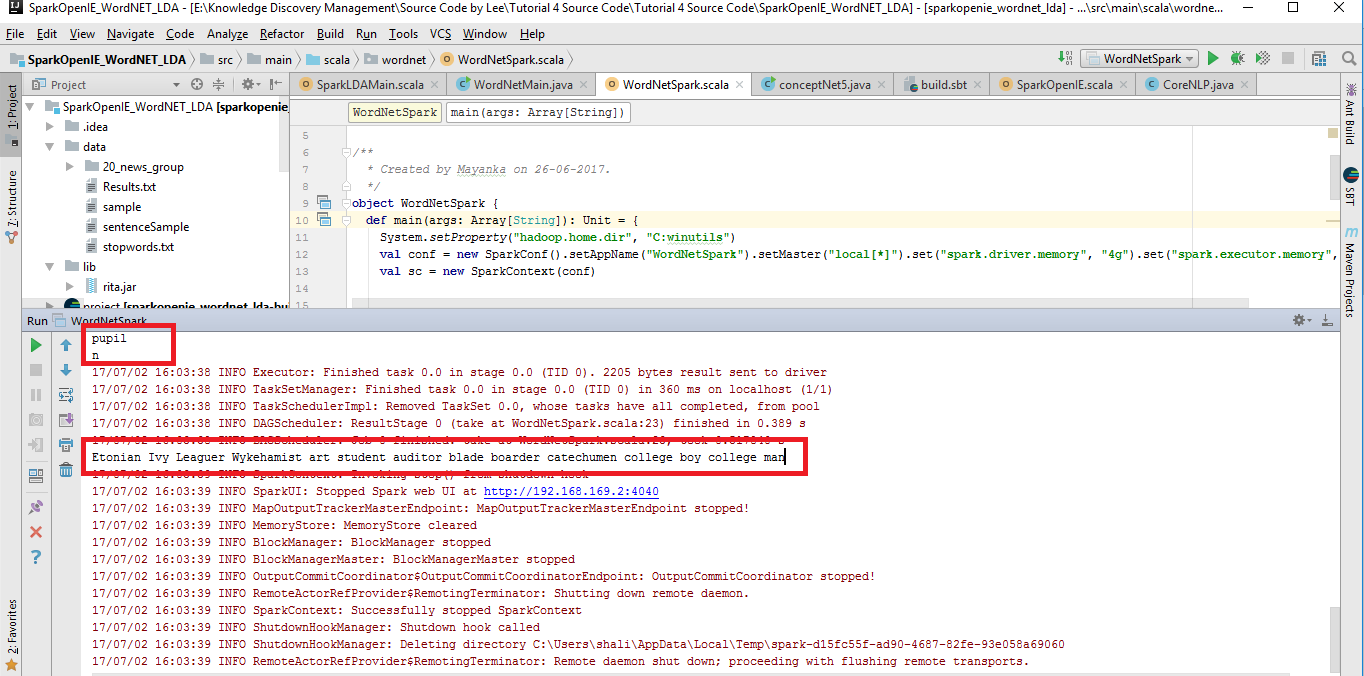 SparkOpenIE_WordNET_LDA - [E:\Knowledge Discovery Management\Source Code by Lee\Tutorial 4 Source Code\Tutorial 4 Source Code\SparkOpenIE_WordNET_LDA] - [sparkopenie_wordnet_lda] - ...\src\main\scala\wordne...
File Edit View Navigate Code Analyze Refactor Build Run Tools VCS Window Help
SparkOpenIE_WordNET_LDA src main scala wordnet WordNetSpark.scala WordNetSpark
Project SparkLDAMain.scala WordNetMain.java WordNetSpark.scala conceptNet5.java build.sbt SparkOpenIE.scala CoreNLP.java
1: Project
7: Structure
2: Favorites
SparkOpenIE_WordNET_LDA [sparkopenie_
.idea
data
20_news_group
Results.txt
sample
sentenceSample
stopwords.txt
lib
rita.jar
project [sparkopenie_wordnet_lda-bu
WordNetSpark main(args: Array[String])
5
6 /**
7 * Created by Mayanka on 26-06-2017.
8 */
9 object WordNetSpark {
10 def main(args: Array[String]): Unit = {
11 System.setProperty("hadoop.home.dir", "C:winutils")
12 val conf = new SparkConf().setAppName("WordNetSpark").setMaster("local[*]").set("spark.driver.memory", "4g").set("spark.executor.memory",
13 val sc = new SparkContext(conf)
14
15
Ant Build
SBT
Maven Projects
Run WordNetSpark
pupil
n
17/07/02 16:03:38 INFO Executor: Finished task 0.0 in stage 0.0 (TID 0). 2205 bytes result sent to driver
17/07/02 16:03:38 INFO TaskSetManager: Finished task 0.0 in stage 0.0 (TID 0) in 360 ms on localhost (1/1)
17/07/02 16:03:38 INFO TaskSchedulerImpl: Removed TaskSet 0.0, whose tasks have all completed, from pool
17/07/02 16:03:38 INFO DAGScheduler: ResultStage 0 (take at WordNetSpark.scala:23) finished in 0.389 s
Etonian Ivy Leaguer Wykehamist art student auditor blade boarder catechumen college boy college man
17/07/02 16:03:39 INFO SparkContext: Invoking stop() from shutdown hook
17/07/02 16:03:39 INFO SparkUI: Stopped Spark web UI at http://192.168.169.2:4040
17/07/02 16:03:39 INFO MapOutputTrackerMasterEndpoint: MapOutputTrackerMasterEndpoint stopped!
17/07/02 16:03:39 INFO MemoryStore: MemoryStore cleared
17/07/02 16:03:39 INFO BlockManager: BlockManager stopped
17/07/02 16:03:39 INFO BlockManagerMaster: BlockManagerMaster stopped
17/07/02 16:03:39 INFO OutputCommitCoordinator$OutputCommitCoordinatorEndpoint: OutputCommitCoordinator stopped!
17/07/02 16:03:39 INFO RemoteActorRefProvider$RemotingTerminator: Shutting down remote daemon.
17/07/02 16:03:39 INFO SparkContext: Successfully stopped SparkContext
17/07/02 16:03:39 INFO ShutdownHookManager: Shutdown hook called
17/07/02 16:03:39 INFO ShutdownHookManager: Deleting directory C:\Users\shali\AppData\Local\Temp\spark-d15fc55f-ad90-4687-82fe-93e058a69060
17/07/02 16:03:39 INFO RemoteActorRefProvider$RemotingTerminator: Remote daemon shut down; proceeding with flushing remote transports.